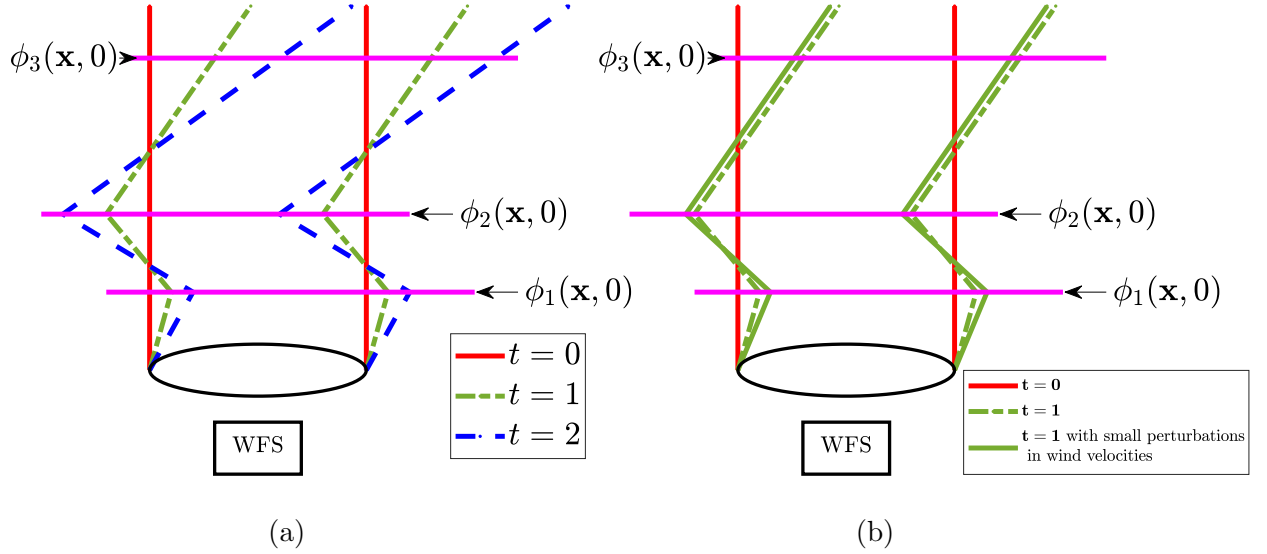 ϕ₃(x, 0)
ϕ₂(x, 0)
ϕ₁(x, 0)
t = 0
t = 1
t = 2
WFS
(a)
ϕ₃(x, 0)
ϕ₂(x, 0)
ϕ₁(x, 0)
t = 0
t = 1
t = 1 with small perturbations
in wind velocities
WFS
(b)